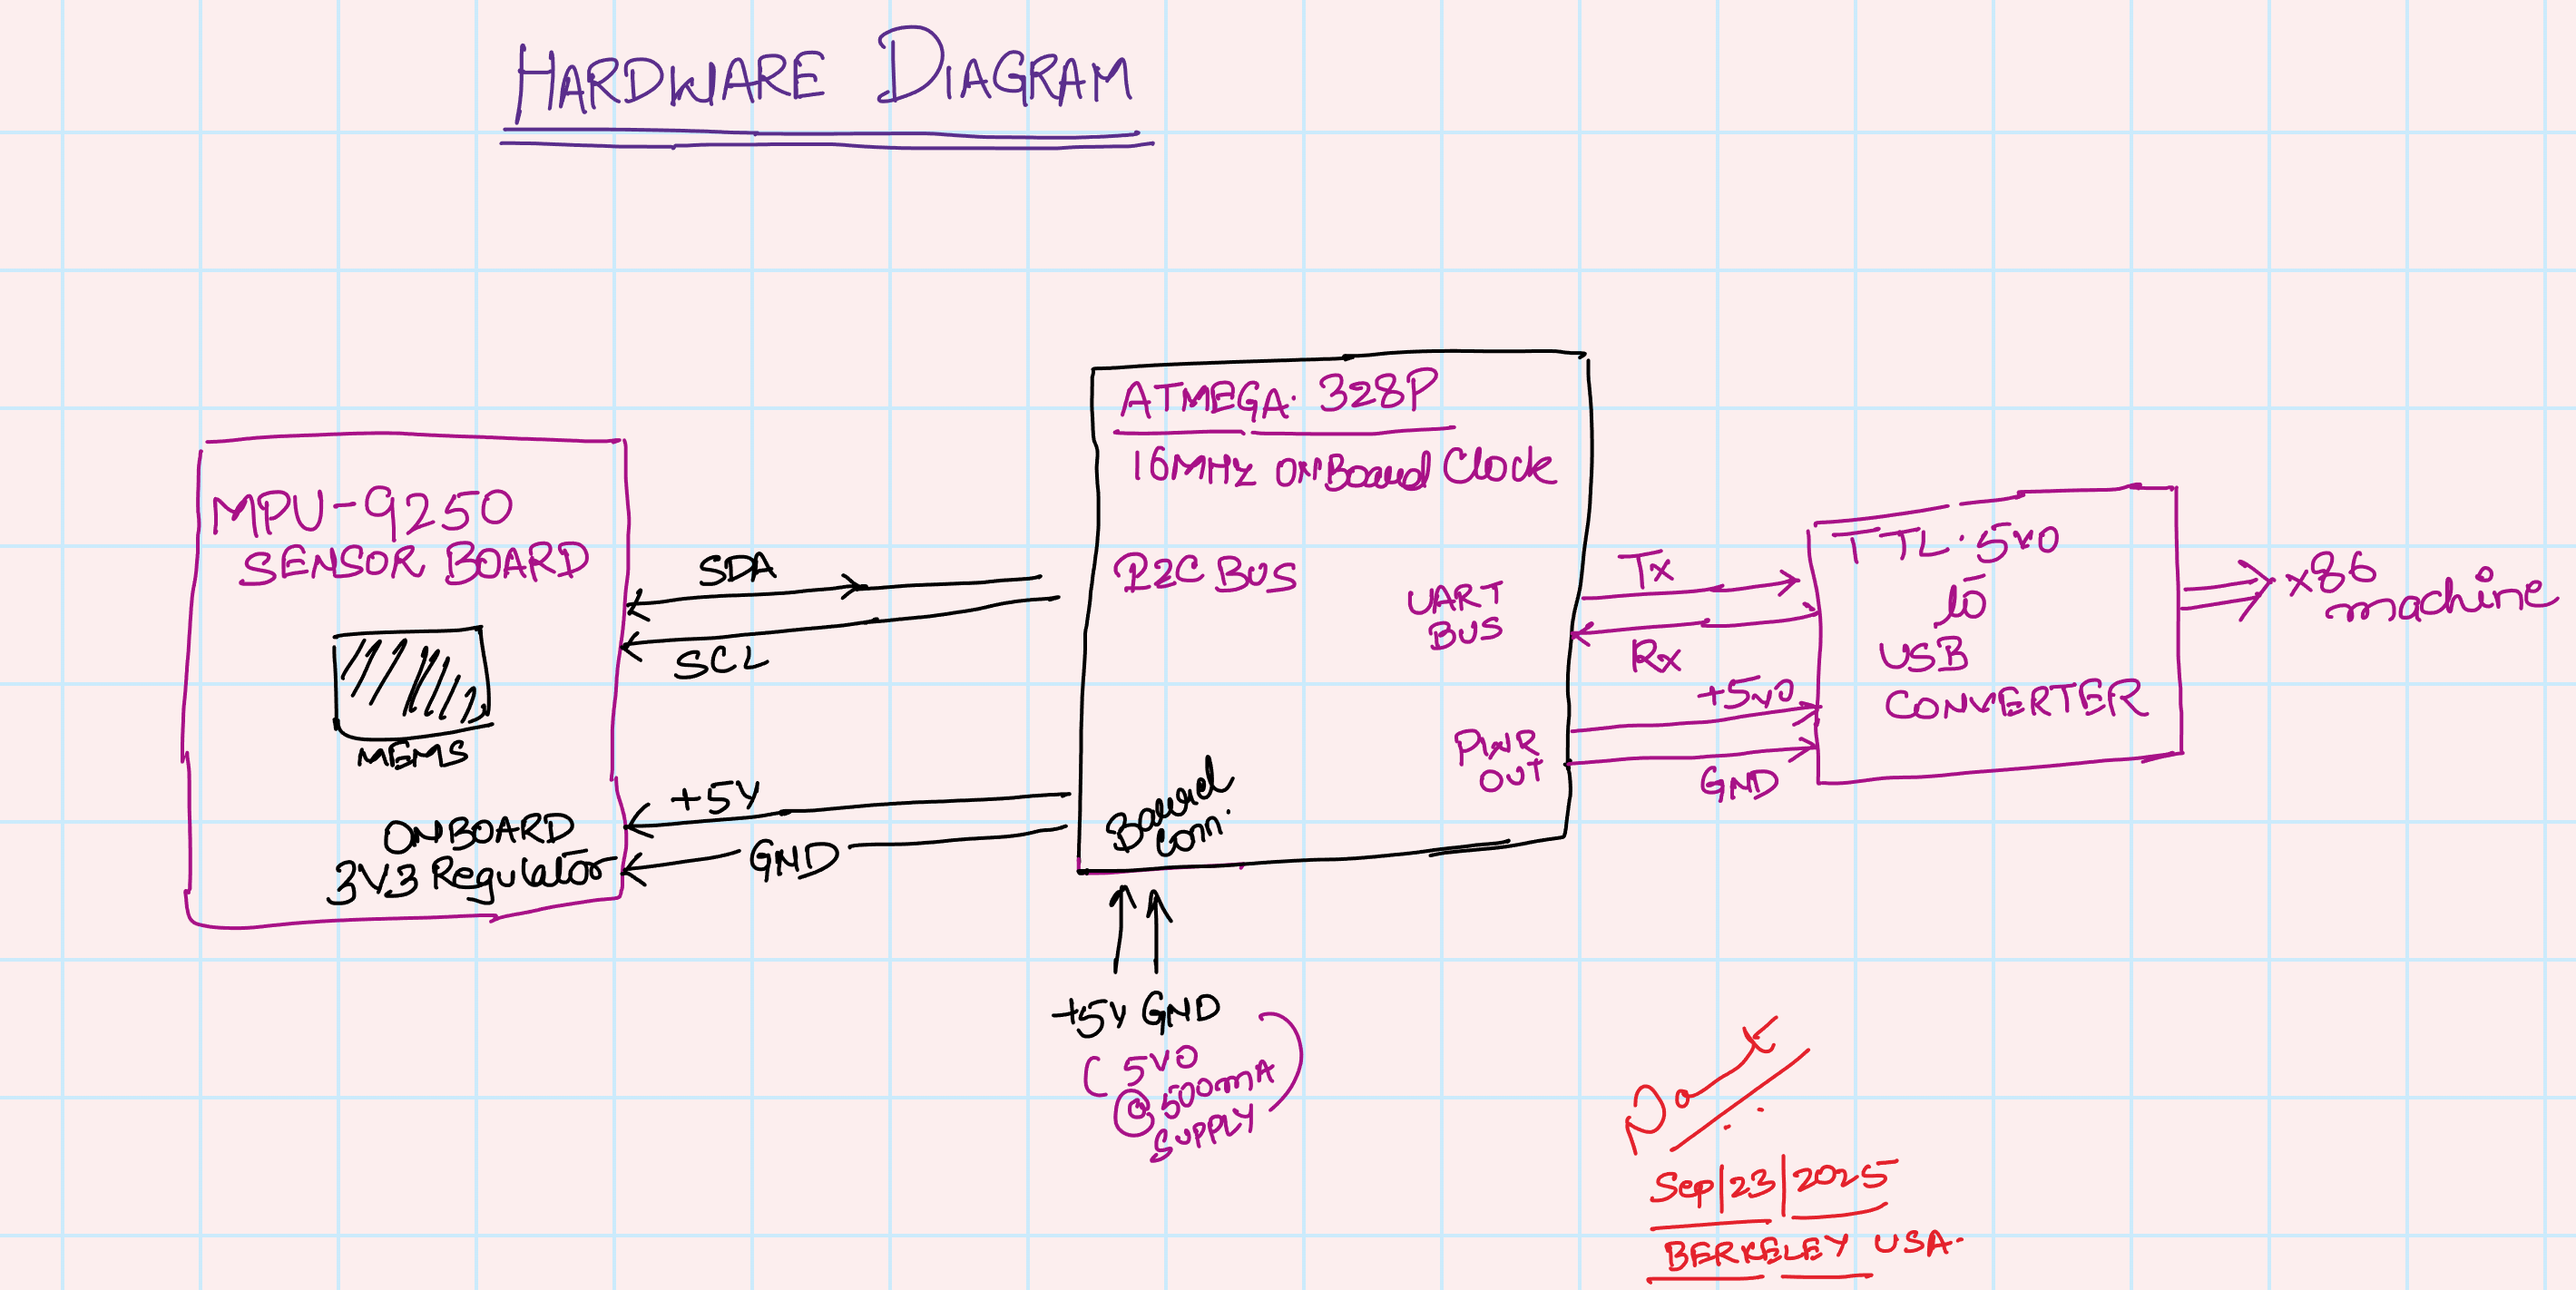 HARDWARE DIAGRAM
MPU-9250
SENSOR BOARD
MEMS
ONBOARD
3V3 Regulator
SDA
SCL
+5V
GND
ATMEGA. 328P
16MHz ONBoard Clock
I2C BUS
UART
BUS
PWR
OUT
Barrel
Conn.
+5V GND
(5V0
@500mA
SUPPLY)
Tx
Rx
+5V0
GND
TTL. 5V0
to
USB
CONVERTER
x86
machine
Sep|23|2025
BERKELEY USA.